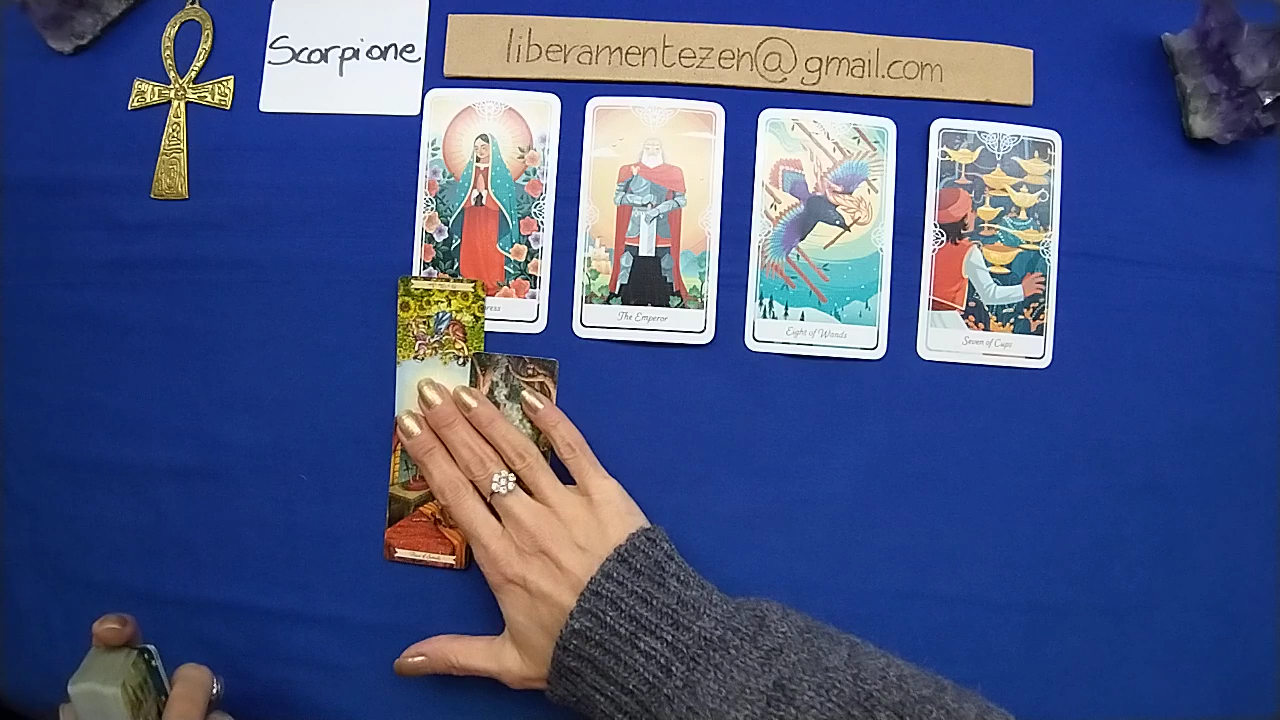 Scorpione
liberamentezen@gmail.com
The Emperor
Eight of Wands
Seven of Cups